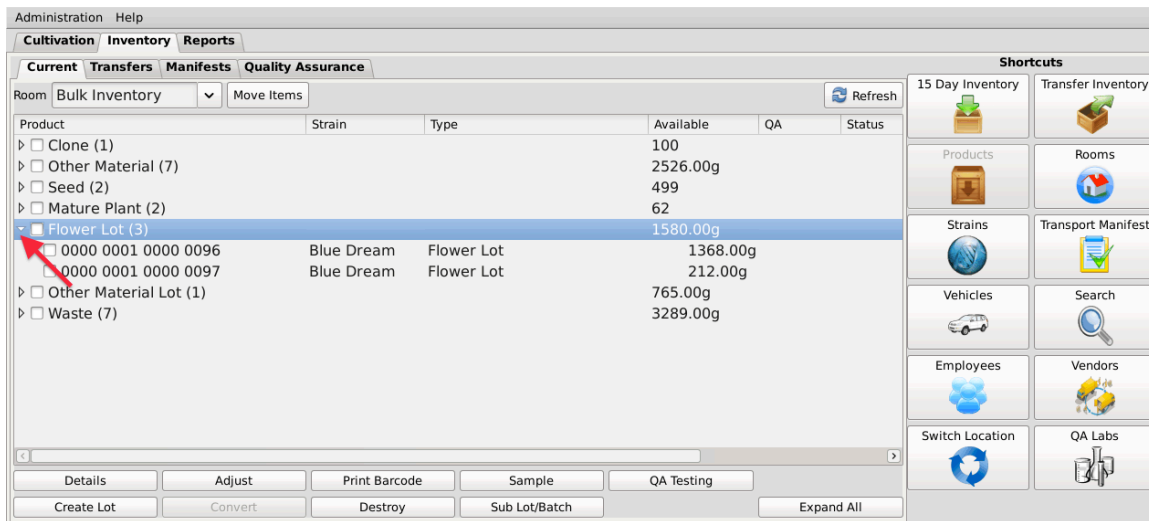 Administration Help
Cultivation Inventory Reports
Current Transfers Manifests Quality Assurance
Room Bulk Inventory Move Items Refresh
Product Strain Type Available QA Status
Clone (1) 100
Other Material (7) 2526.00g
Seed (2) 499
Mature Plant (2) 62
Flower Lot (3) 1580.00g
0000 0001 0000 0096 Blue Dream Flower Lot 1368.00g
0000 0001 0000 0097 Blue Dream Flower Lot 212.00g
Other Material Lot (1) 765.00g
Waste (7) 3289.00g
Details Adjust Print Barcode Sample QA Testing
Create Lot Convert Destroy Sub Lot/Batch Expand All
Shortcuts
15 Day Inventory Transfer Inventory
Products Rooms
Strains Transport Manifest
Vehicles Search
Employees Vendors
Switch Location QA Labs